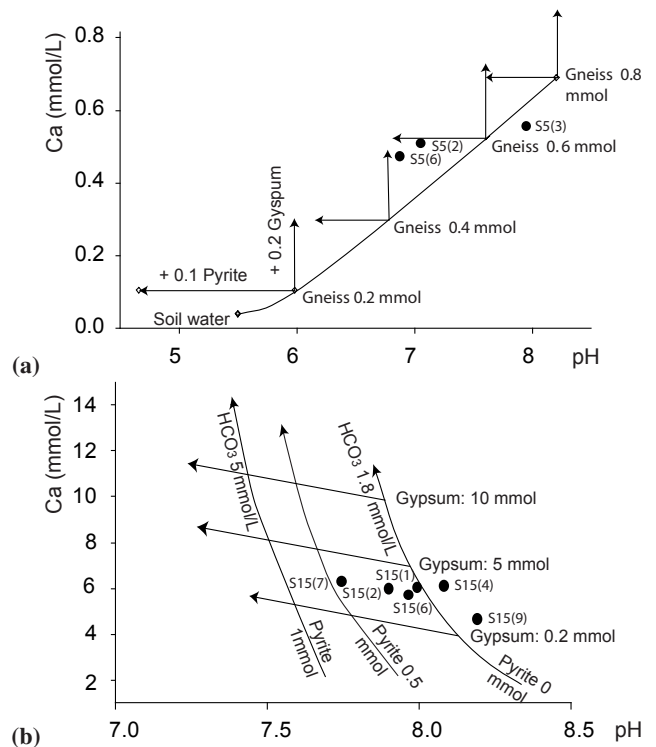 Ca (mmol/L)
0.8
0.6
0.4
0.2
0.0
5
6
7
8
pH
Gneiss 0.8
mmol
S5(3)
S5(2)
S5(6)
Gneiss 0.6 mmol
Gneiss 0.4 mmol
+ 0.2 Gyspum
+ 0.1 Pyrite
Gneiss 0.2 mmol
Soil water
(a)
Ca (mmol/L)
14
12
10
8
6
4
2
7.0
7.5
8.0
8.5
pH
HCO3 5 mmol/L
HCO3 1.8 mmol/L
Gypsum: 10 mmol
Gypsum: 5 mmol
S15(7)
S15(2)
S15(1)
S15(6)
S15(4)
S15(9)
Gypsum: 0.2 mmol
Pyrite
1mmol
Pyrite 0.5
mmol
Pyrite 0
mmol
(b)